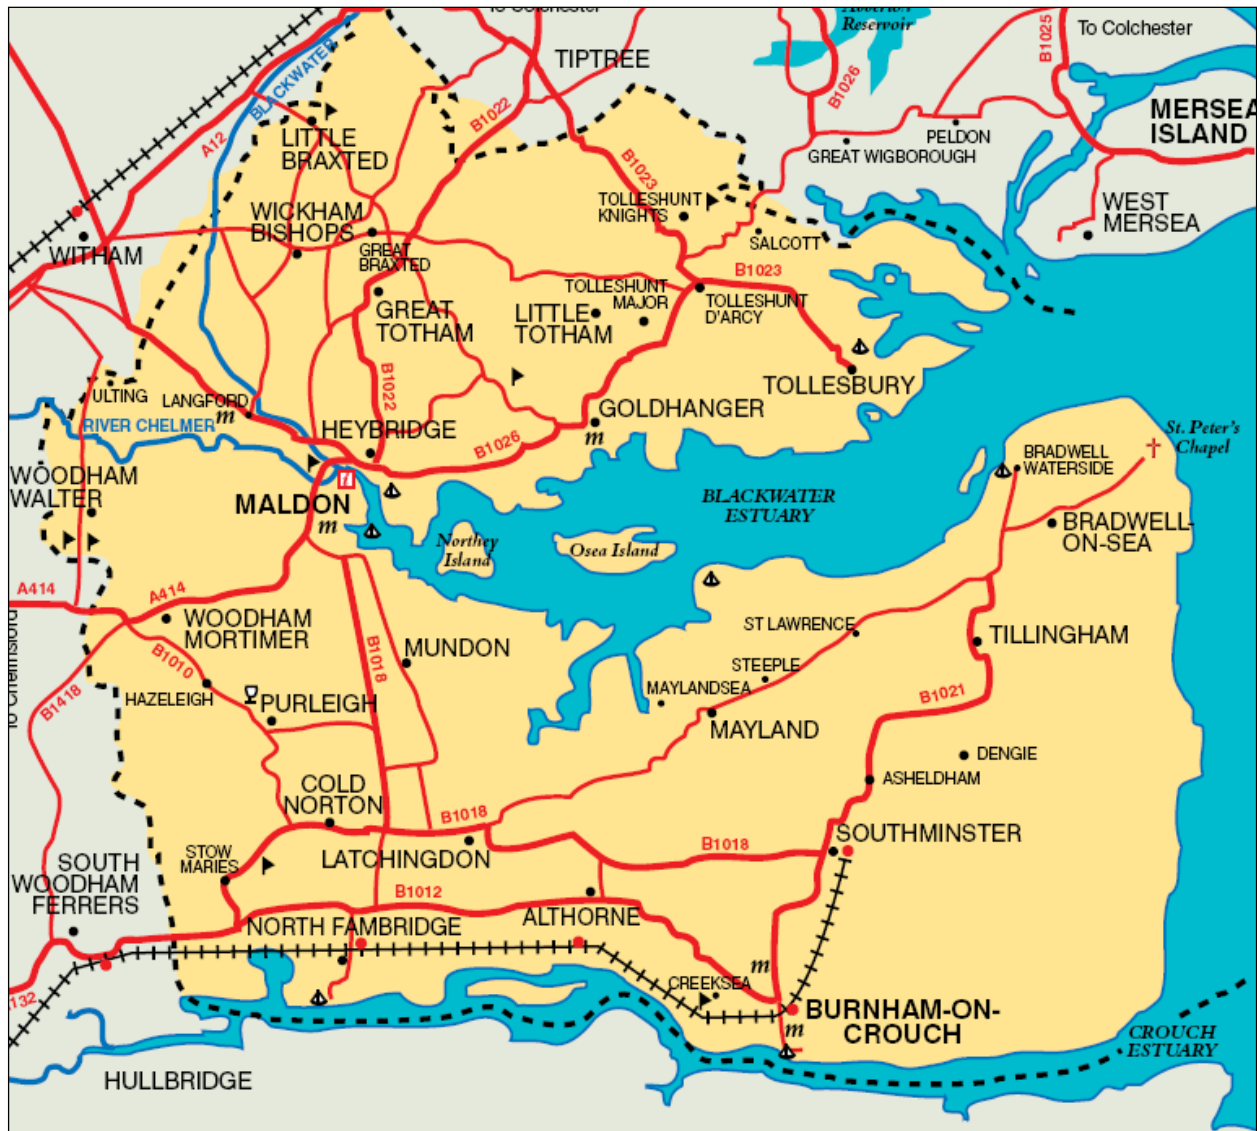 To Colchester
Abberton
Reservoir
B1025
To Colchester
TIPTREE
BLACKWATER
B1026
B1022
A12
MERSEA
ISLAND
LITTLE
BRAXTED
PELDON
GREAT WIGBOROUGH
B1023
TOLLESHUNT
KNIGHTS
WEST
MERSEA
WICKHAM
BISHOPS
WITHAM
SALCOTT
GREAT
BRAXTED
B1023
TOLLESHUNT
MAJOR
TOLLESHUNT
D'ARCY
GREAT
TOTHAM
LITTLE
TOTHAM
B1022
TOLLESBURY
ULTING
LANGFORD
m
GOLDHANGER
m
RIVER CHELMER
HEYBRIDGE
B1026
St. Peter's
Chapel
BRADWELL
WATERSIDE
WOODHAM
WALTER
i
MALDON
m
BLACKWATER
ESTUARY
BRADWELL-
ON-SEA
Northey
Island
Osea Island
A414
A414
WOODHAM
MORTIMER
ST LAWRENCE
TILLINGHAM
To Chelmsford
B1010
B1018
MUNDON
STEEPLE
HAZELEIGH
MAYLANDSEA
B1418
PURLEIGH
B1021
MAYLAND
DENGIE
COLD
NORTON
ASHELDHAM
B1018
SOUTHMINSTER
STOW
MARIES
LATCHINGDON
B1018
SOUTH
WOODHAM
FERRERS
B1012
NORTH FAMBRIDGE
ALTHORNE
m
CREEKSEA
132
BURNHAM-ON-
CROUCH
m
CROUCH
ESTUARY
HULLBRIDGE